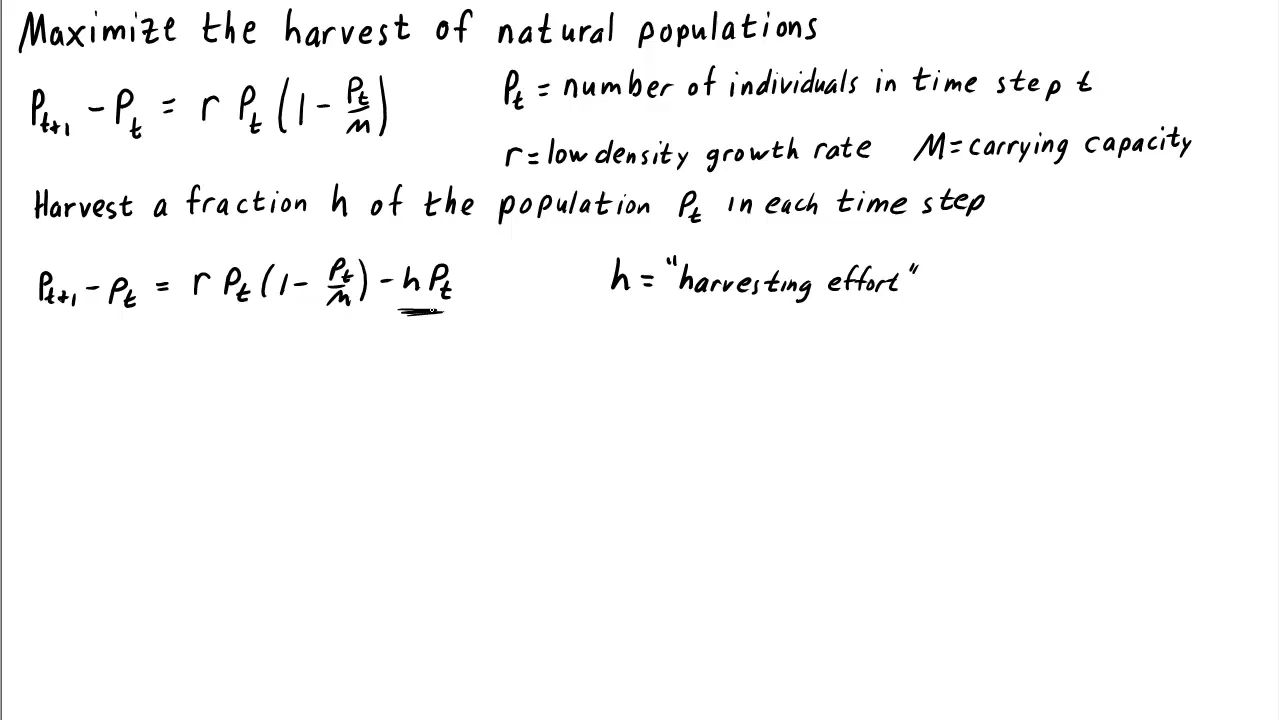 Maximize the harvest of natural populations
P_{t+1} - P_t = r P_t (1 - P_t/M)
P_t = number of individuals in time step t
r = low density growth rate M = carrying capacity
Harvest a fraction h of the population P_t in each time step
P_{t+1} - P_t = r P_t (1 - P_t/M) - h P_t
h = "harvesting effort"